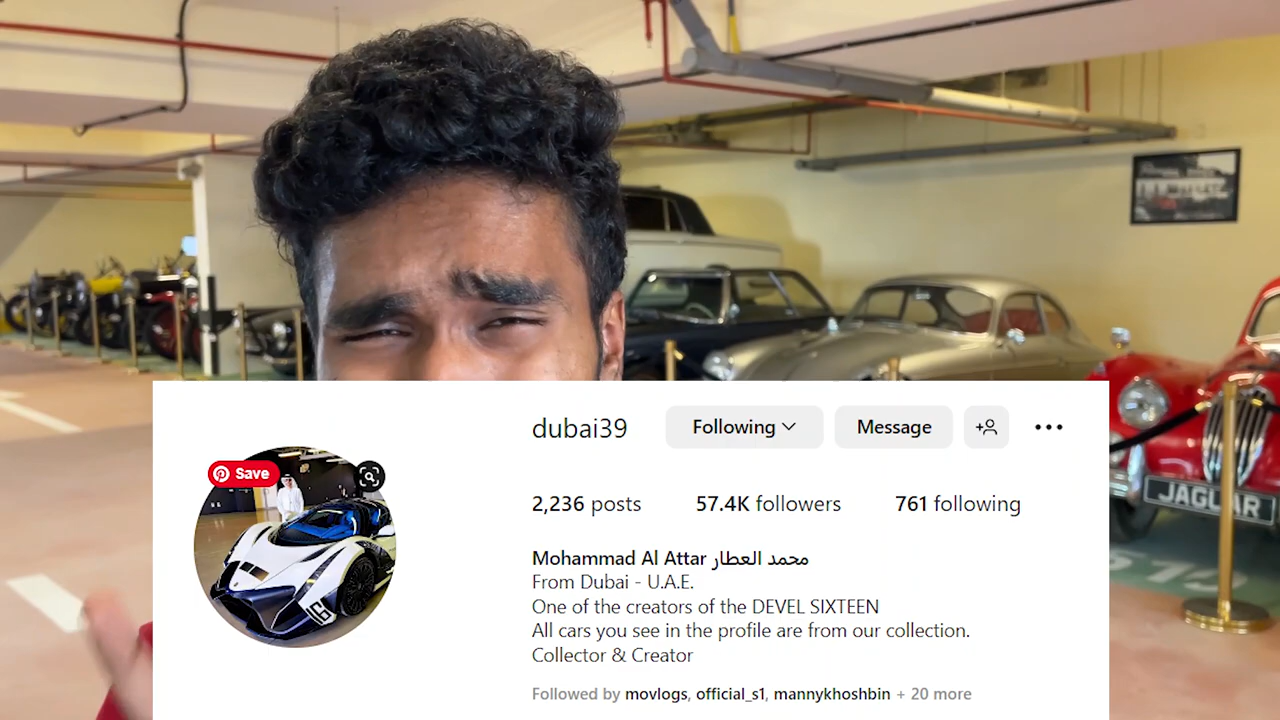 dubai39 Following Message
Save
2,236 posts 57.4K followers 761 following
Mohammad Al Attar محمد العطار
From Dubai - U.A.E.
One of the creators of the DEVEL SIXTEEN
All cars you see in the profile are from our collection.
Collector & Creator
Followed by movlogs, official_s1, mannykhoshbin + 20 more
JAGUAR